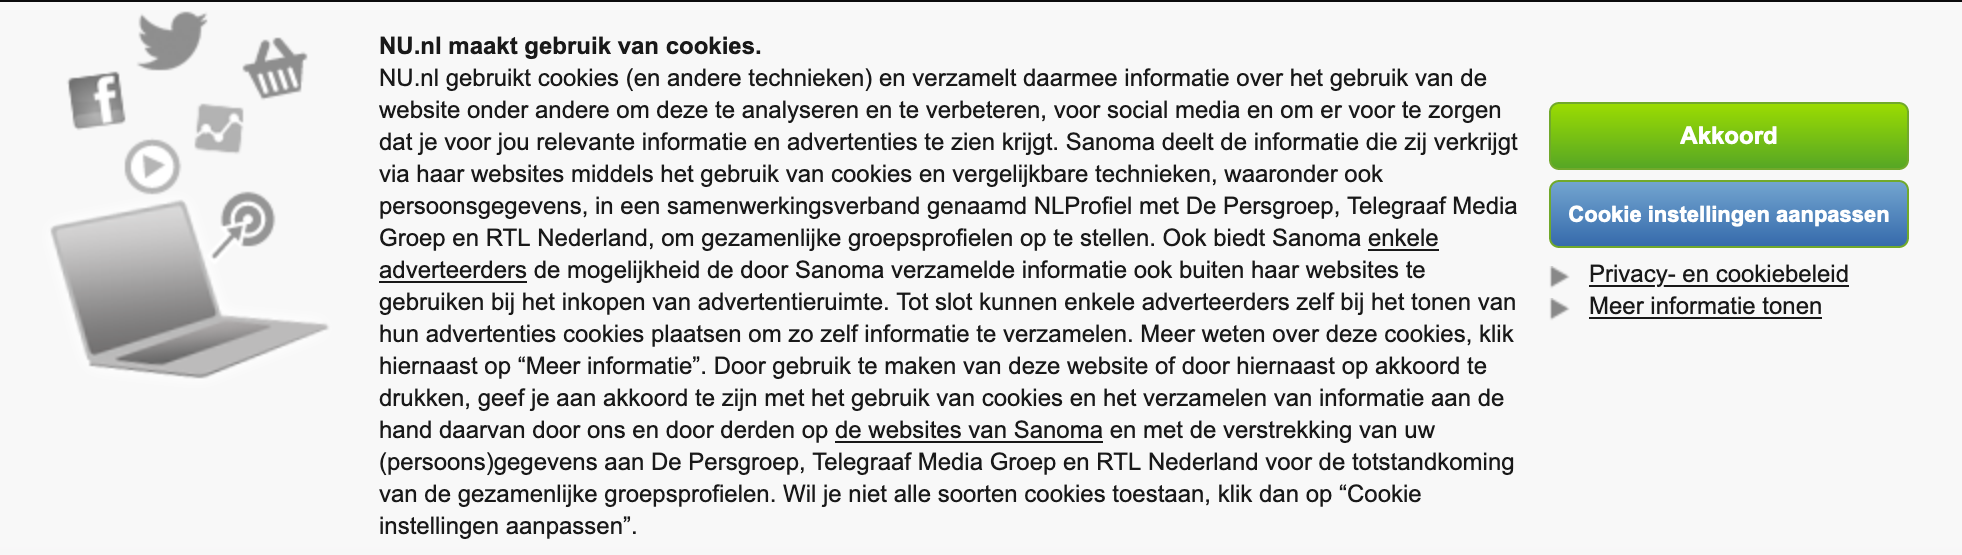 NU.nl maakt gebruik van cookies.
NU.nl gebruikt cookies (en andere technieken) en verzamelt daarmee informatie over het gebruik van de
website onder andere om deze te analyseren en te verbeteren, voor social media en om er voor te zorgen
dat je voor jou relevante informatie en advertenties te zien krijgt. Sanoma deelt de informatie die zij verkrijgt
via haar websites middels het gebruik van cookies en vergelijkbare technieken, waaronder ook
persoonsgegevens, in een samenwerkingsverband genaamd NLProfiel met De Persgroep, Telegraaf Media
Groep en RTL Nederland, om gezamenlijke groepsprofielen op te stellen. Ook biedt Sanoma enkele
adverteerders de mogelijkheid de door Sanoma verzamelde informatie ook buiten haar websites te
gebruiken bij het inkopen van advertentieruimte. Tot slot kunnen enkele adverteerders zelf bij het tonen van
hun advertenties cookies plaatsen om zo zelf informatie te verzamelen. Meer weten over deze cookies, klik
hiernaast op “Meer informatie”. Door gebruik te maken van deze website of door hiernaast op akkoord te
drukken, geef je aan akkoord te zijn met het gebruik van cookies en het verzamelen van informatie aan de
hand daarvan door ons en door derden op de websites van Sanoma en met de verstrekking van uw
(persoons)gegevens aan De Persgroep, Telegraaf Media Groep en RTL Nederland voor de totstandkoming
van de gezamenlijke groepsprofielen. Wil je niet alle soorten cookies toestaan, klik dan op “Cookie
instellingen aanpassen”.
Akkoord
Cookie instellingen aanpassen
Privacy- en cookiebeleid
Meer informatie tonen